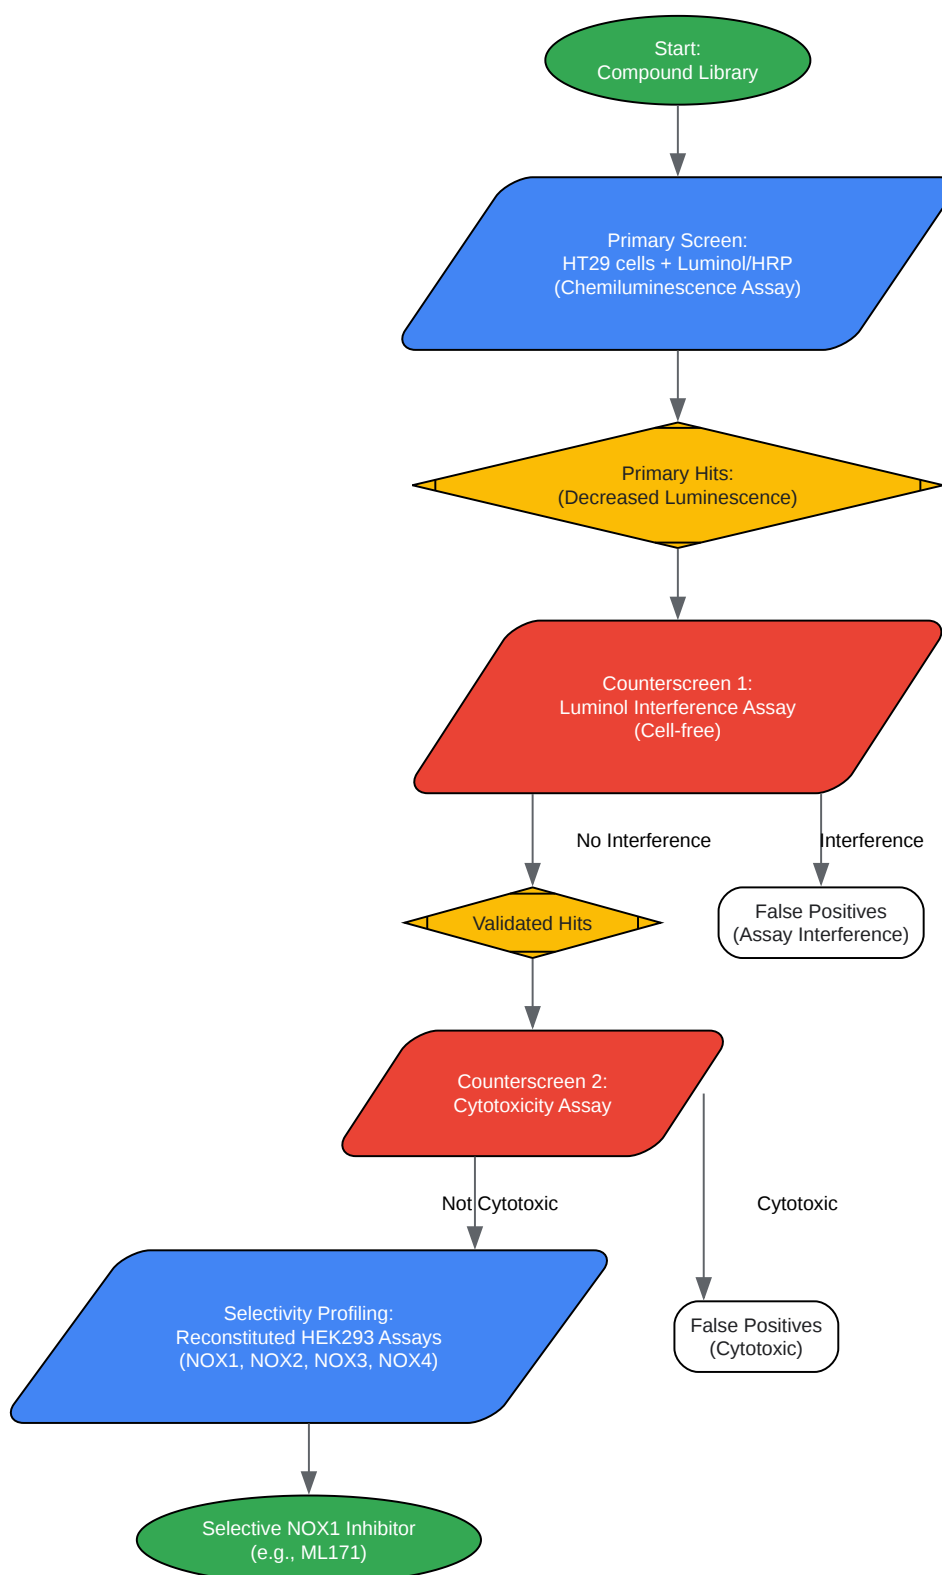 Start:
Compound Library
Primary Screen:
HT29 cells + Luminol/HRP
(Chemiluminescence Assay)
Primary Hits:
(Decreased Luminescence)
Counterscreen 1:
Luminol Interference Assay
(Cell-free)
No Interference
Interference
Validated Hits
False Positives
(Assay Interference)
Counterscreen 2:
Cytotoxicity Assay
Not Cytotoxic
Cytotoxic
Selectivity Profiling:
Reconstituted HEK293 Assays
(NOX1, NOX2, NOX3, NOX4)
False Positives
(Cytotoxic)
Selective NOX1 Inhibitor
(e.g., ML171)